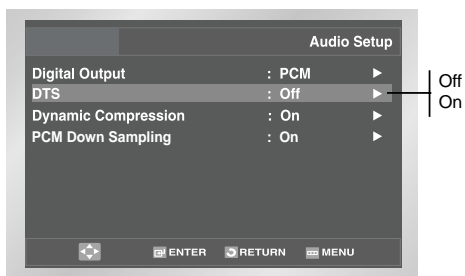 Audio Setup
Digital Output : PCM ▶
DTS : Off ▶
Dynamic Compression : On ▶
PCM Down Sampling : On ▶
ENTER RETURN MENU
Off
On